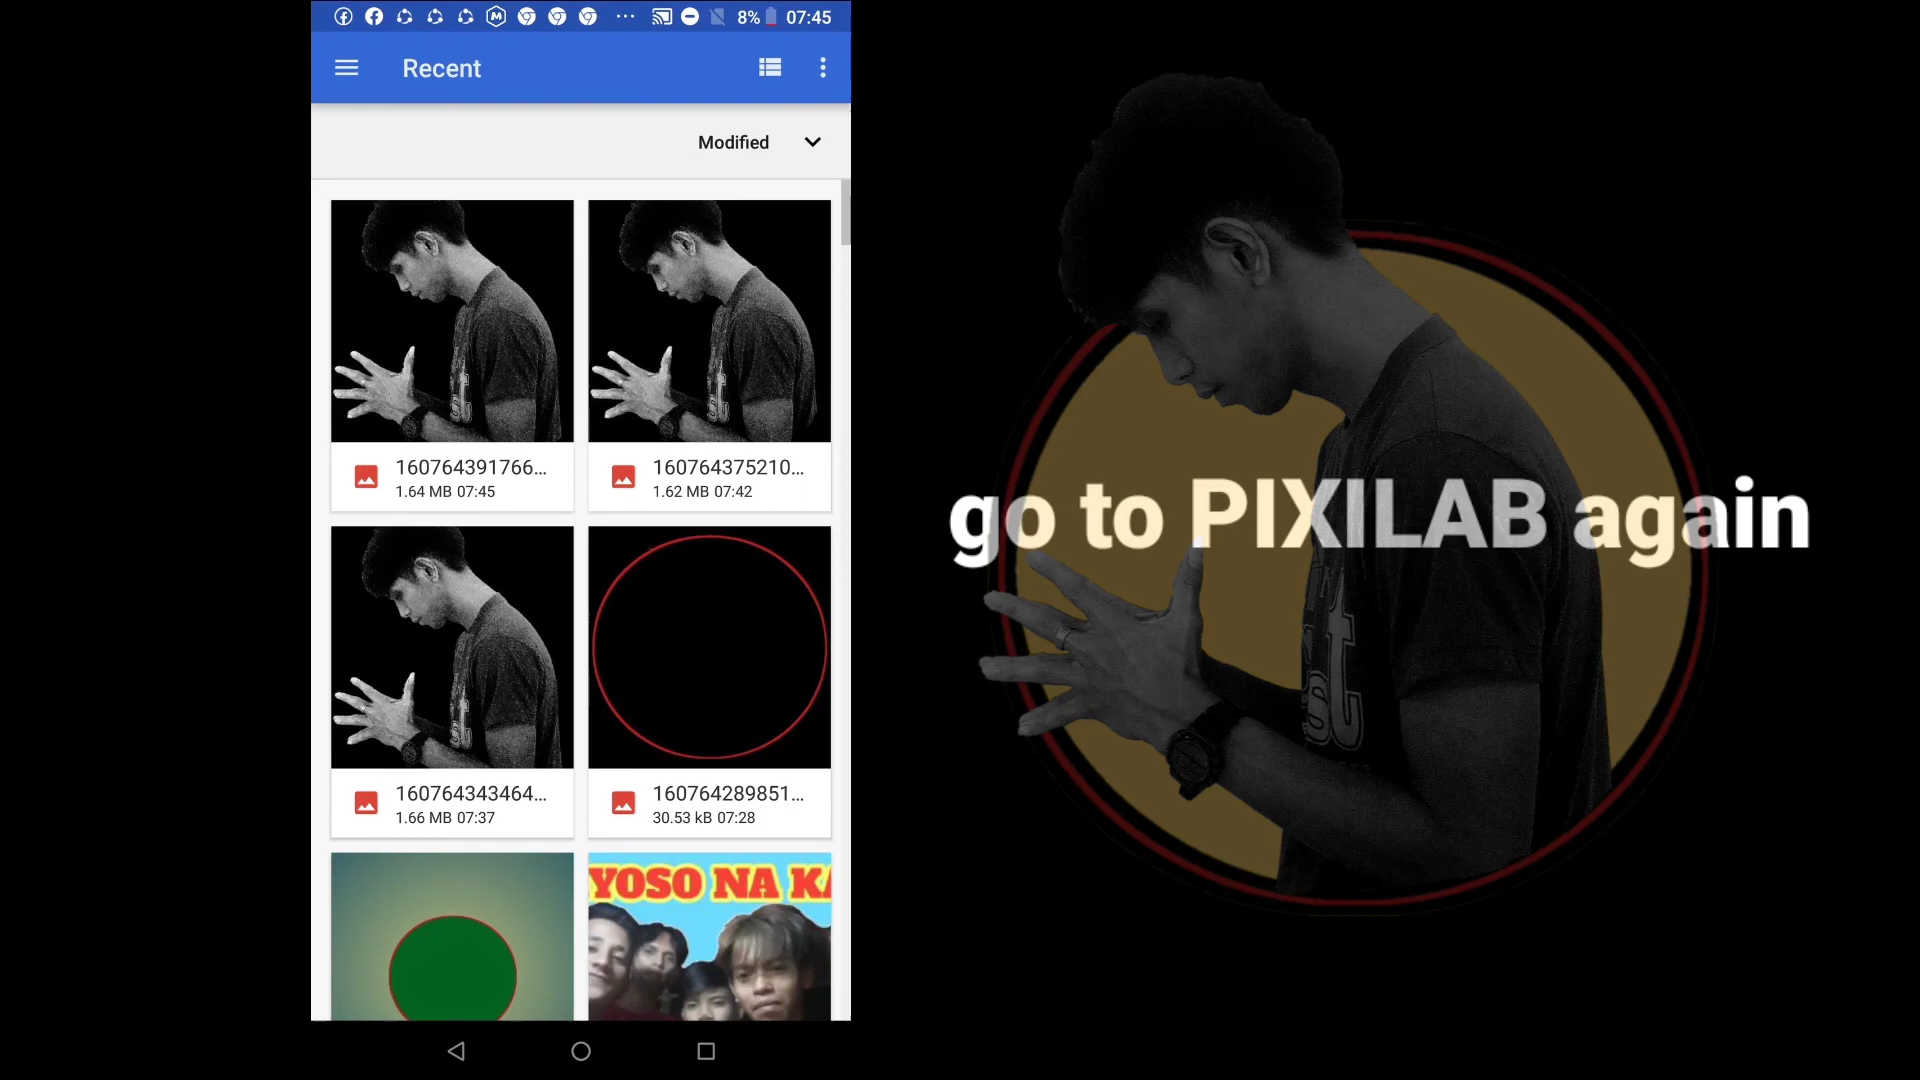 8% 07:45
Recent
Modified
160764391766...
1.64 MB 07:45
160764375210...
1.62 MB 07:42
160764343464...
1.66 MB 07:37
160764289851...
30.53 kB 07:28
YOSO NA KA
go to PIXILAB again